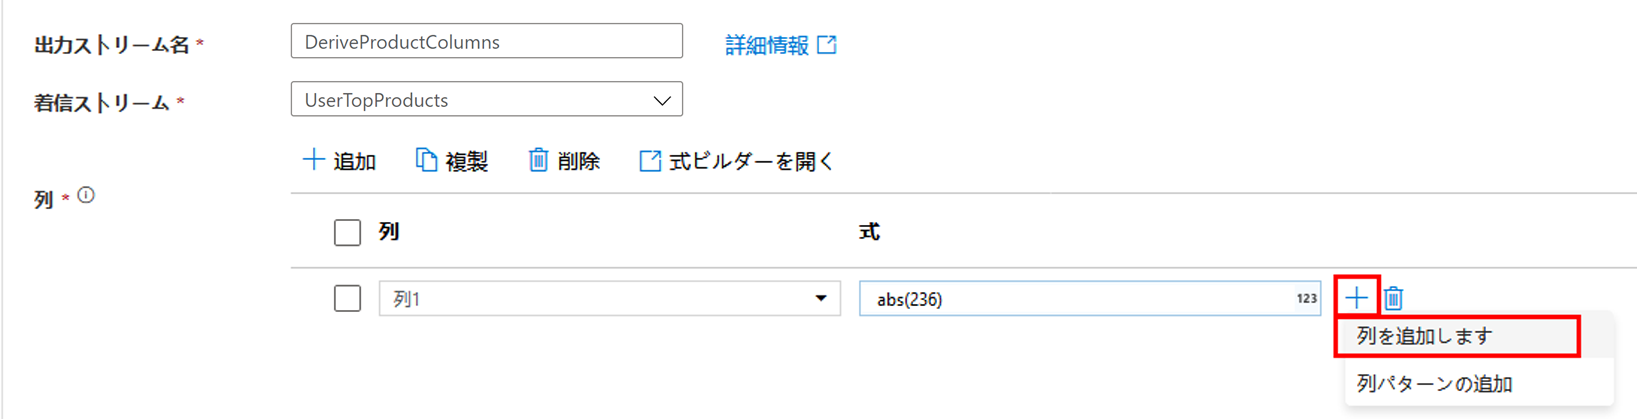 出力ストリーム名 * DeriveProductColumns 詳細情報
着信ストリーム * UserTopProducts
追加 複製 削除 式ビルダーを開く
列 *
列 式
列1 abs(236) 123
列を追加します
列パターンの追加